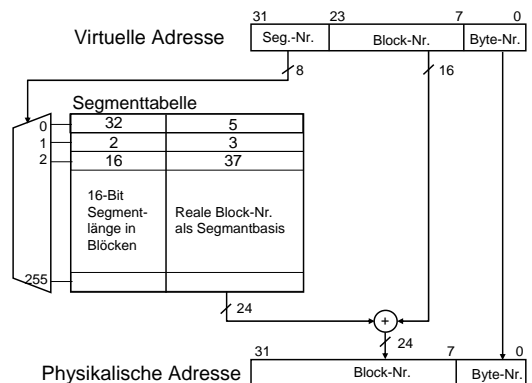 31 23 7 0
Virtuelle Adresse Seg.-Nr. Block-Nr. Byte-Nr.
8 16
Segmenttabelle
0 32 5
1 2 3
2 16 37
16-Bit
Segment-
länge in
Blöcken
Reale Block-Nr.
als Segmantbasis
255
24
+
24
31 7 0
Physikalische Adresse Block-Nr. Byte-Nr.